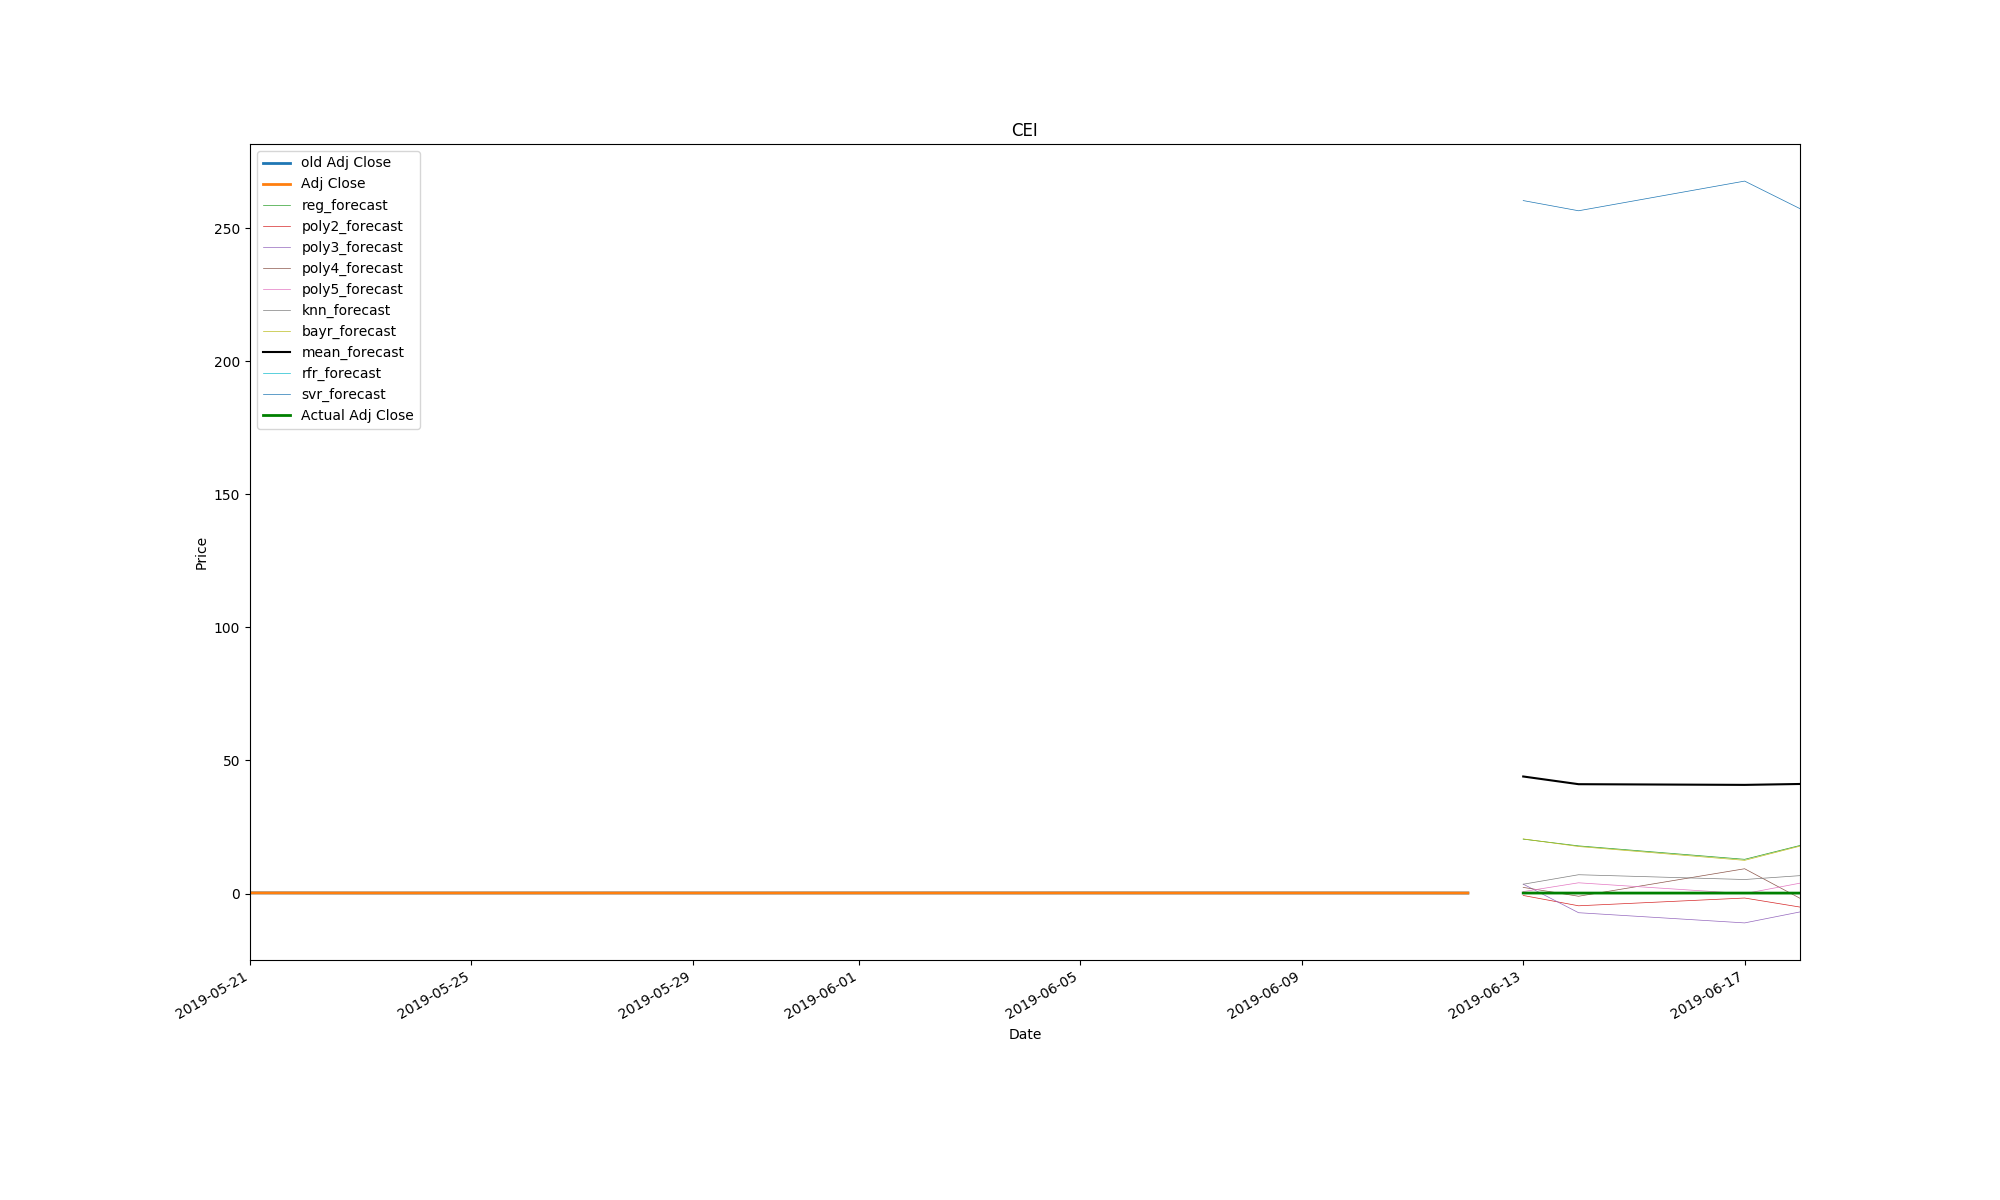 CEI
old Adj Close
Adj Close
reg_forecast
poly2_forecast
poly3_forecast
poly4_forecast
poly5_forecast
knn_forecast
bayr_forecast
mean_forecast
rfr_forecast
svr_forecast
Actual Adj Close
250
200
150
100
50
0
Price
2019-05-21
2019-05-25
2019-05-29
2019-06-01
2019-06-05
2019-06-09
2019-06-13
2019-06-17
Date